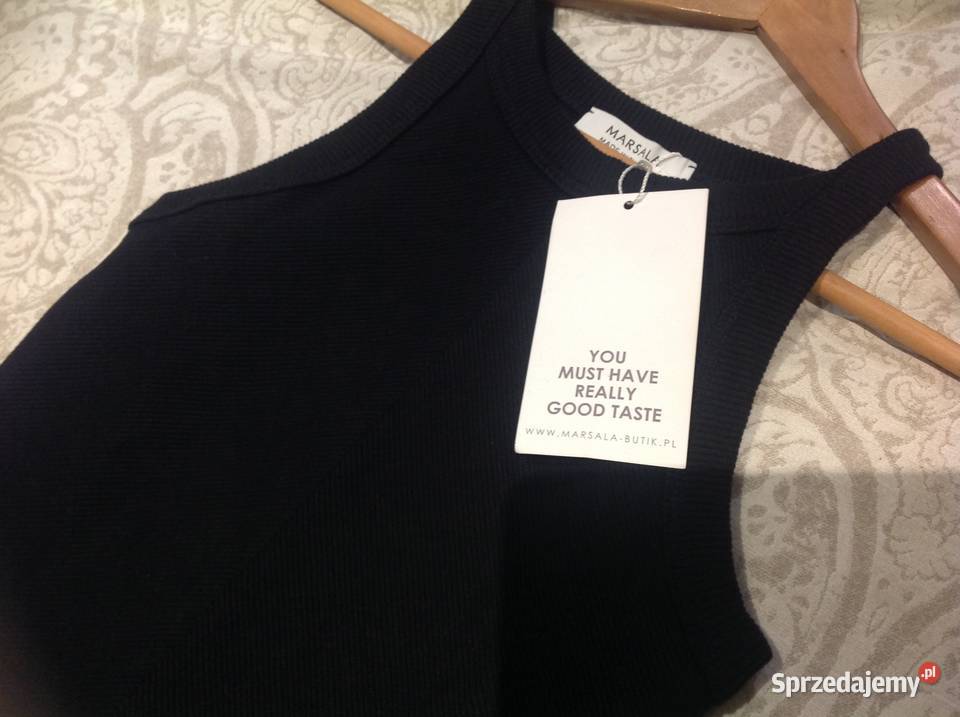 MARSALA
YOU
MUST HAVE
REALLY
GOOD TASTE
WWW.MARSALA-BUTIK.PL
Sprzedajemy.pl